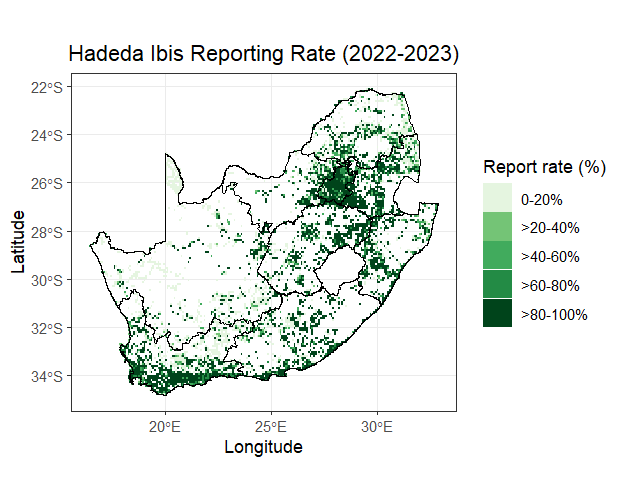 Hadeda Ibis Reporting Rate (2022-2023)
22°S
24°S
26°S
28°S
30°S
32°S
34°S
Latitude
20°E
25°E
30°E
Longitude
Report rate (%)
0-20%
>20-40%
>40-60%
>60-80%
>80-100%